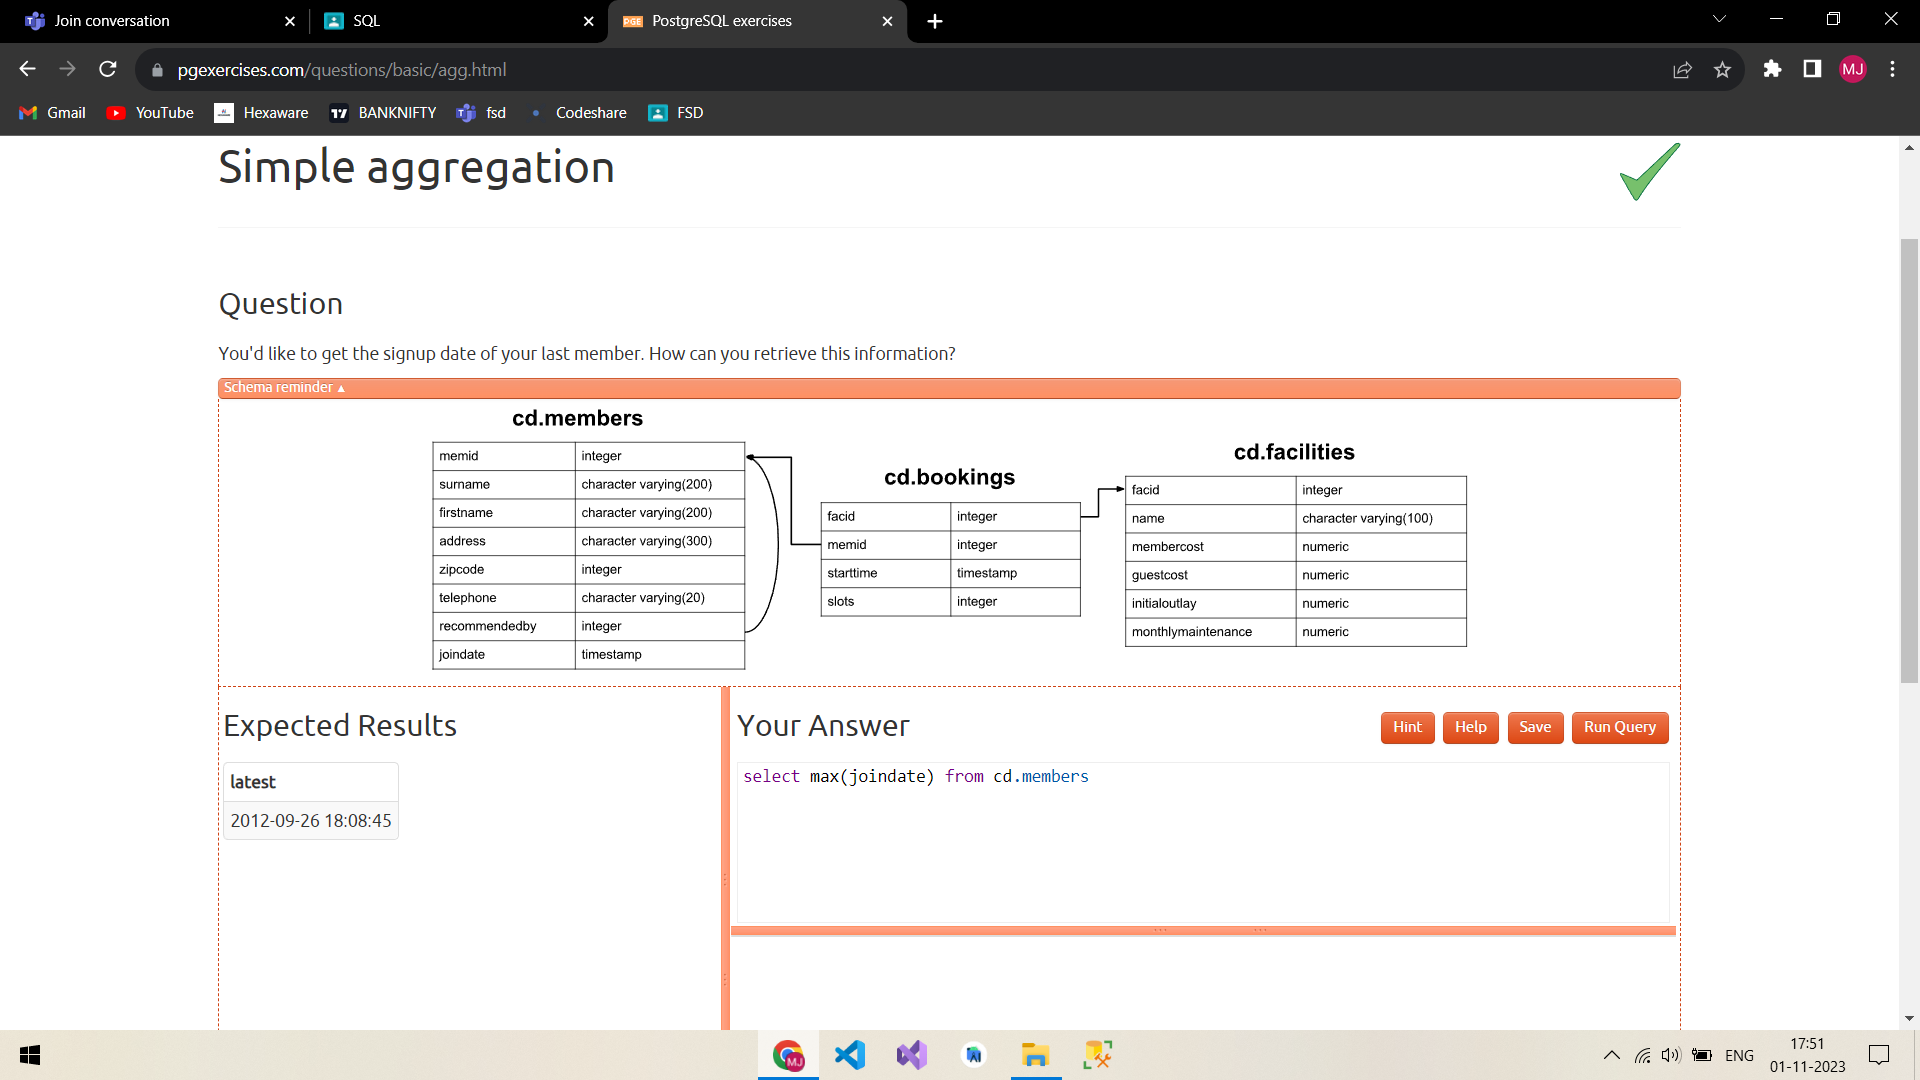 Join conversation
SQL
PGE PostgreSQL exercises
pgexercises.com/questions/basic/agg.html
MJ
Gmail
YouTube
Hexaware
BANKNIFTY
fsd
Codeshare
FSD
Simple aggregation
Question
You'd like to get the signup date of your last member. How can you retrieve this information?
Schema reminder ▲
cd.members
memid integer
surname character varying(200)
firstname character varying(200)
address character varying(300)
zipcode integer
telephone character varying(20)
recommendedby integer
joindate timestamp
cd.bookings
facid integer
memid integer
starttime timestamp
slots integer
cd.facilities
facid integer
name character varying(100)
membercost numeric
guestcost numeric
initialoutlay numeric
monthlymaintenance numeric
Expected Results
latest
2012-09-26 18:08:45
Your Answer
Hint
Help
Save
Run Query
select max(joindate) from cd.members
MJ
ENG
17:51
01-11-2023